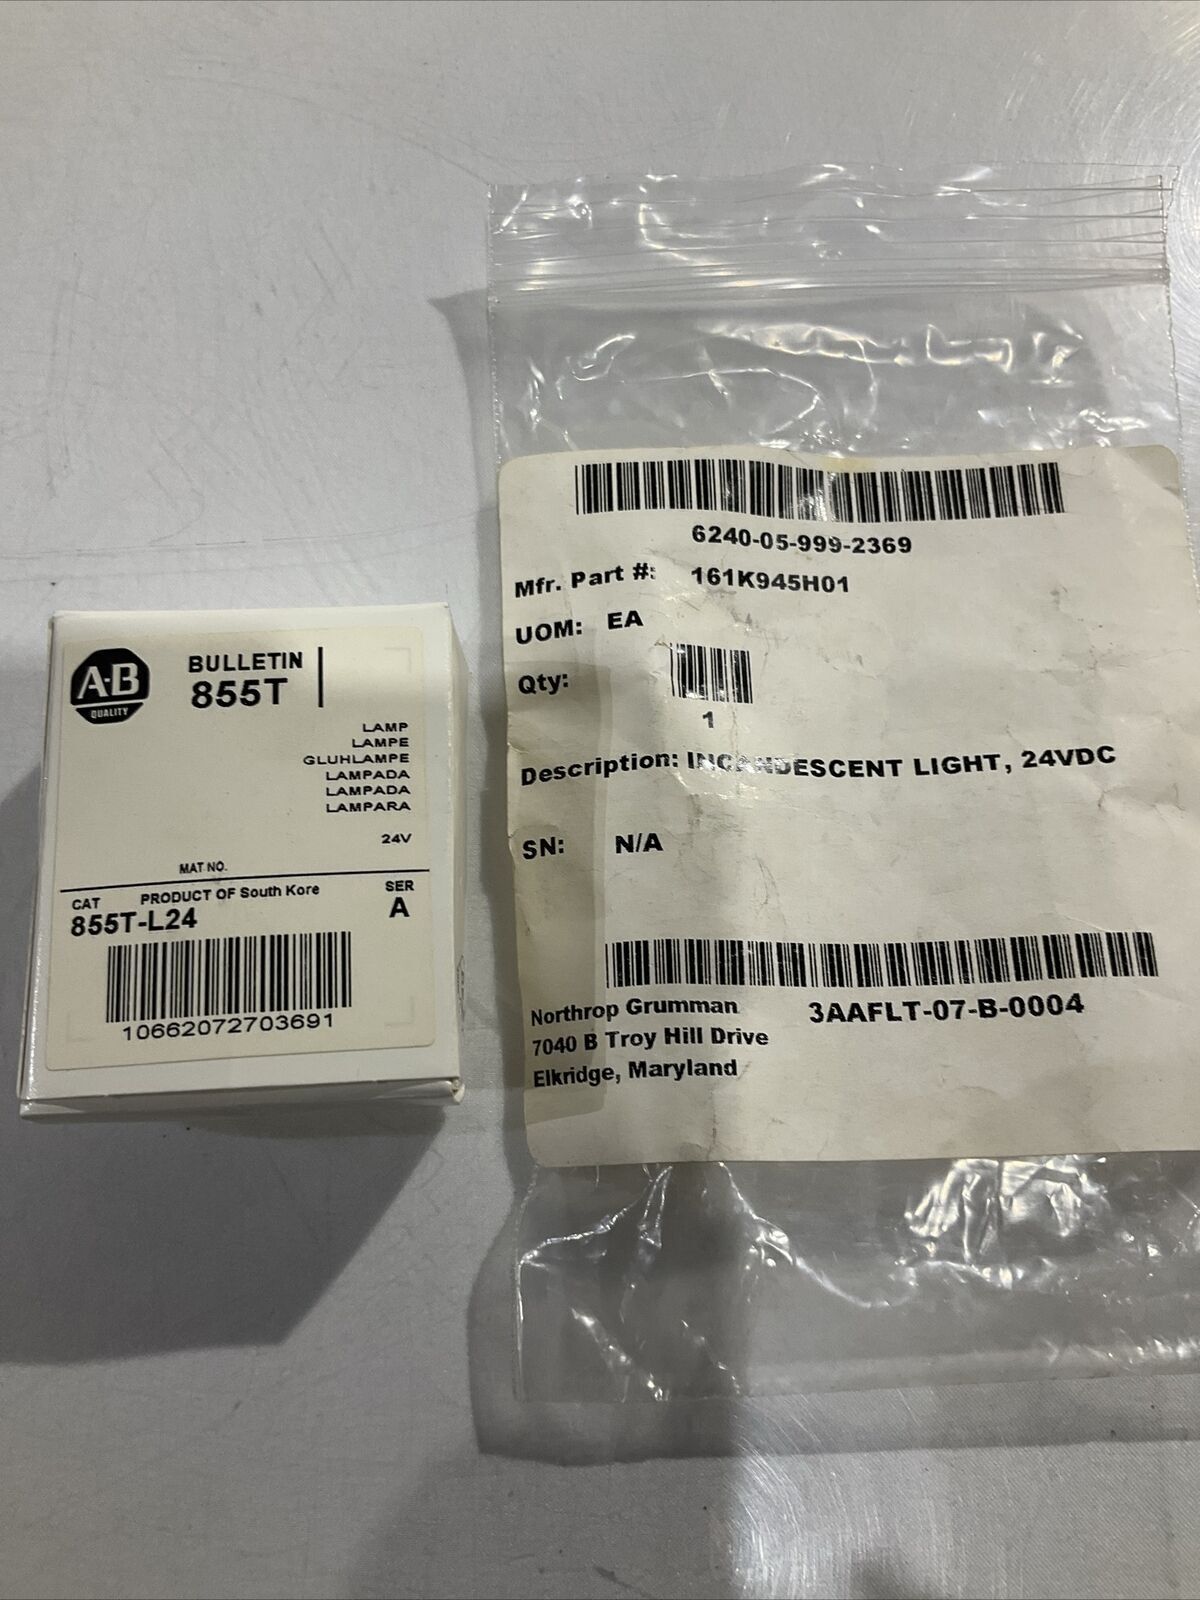 A-B
QUALITY
BULLETIN
855T
LAMP
LAMPE
GLUHLAMPE
LAMPADA
LAMPADA
LAMPARA
24V
MAT NO.
CAT PRODUCT OF South Kore SER
855T-L24 A
10662072703691
6240-05-999-2369
Mfr. Part #: 161K945H01
UOM: EA
Qty:
1
Description: INCANDESCENT LIGHT, 24VDC
SN: N/A
Northrop Grumman 3AAFLT-07-B-0004
7040 B Troy Hill Drive
Elkridge, Maryland